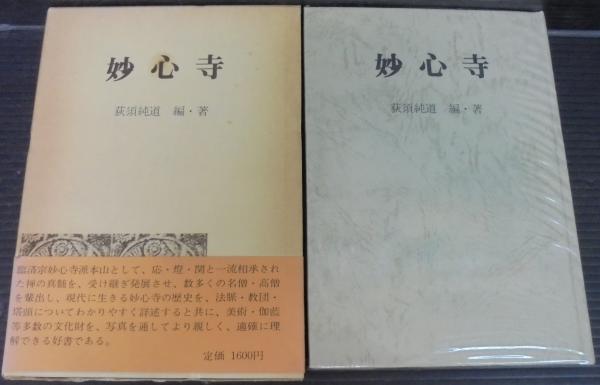 妙心寺
荻須純道 編・著
臨済宗妙心寺派本山として、応・燈・関と一流相承され
た禅の真髄を、受け継ぎ発展させ、数多くの名僧・高僧
を輩出し、現代に生きる妙心寺の歴史を、法脈・教団・
塔頭についてわかりやすく詳述すると共に、美術・伽藍
等多数の文化財を、写真を通してより親しく、適確に理
解できる好書である。
定価 1600円
妙心寺
荻須純道 編・著